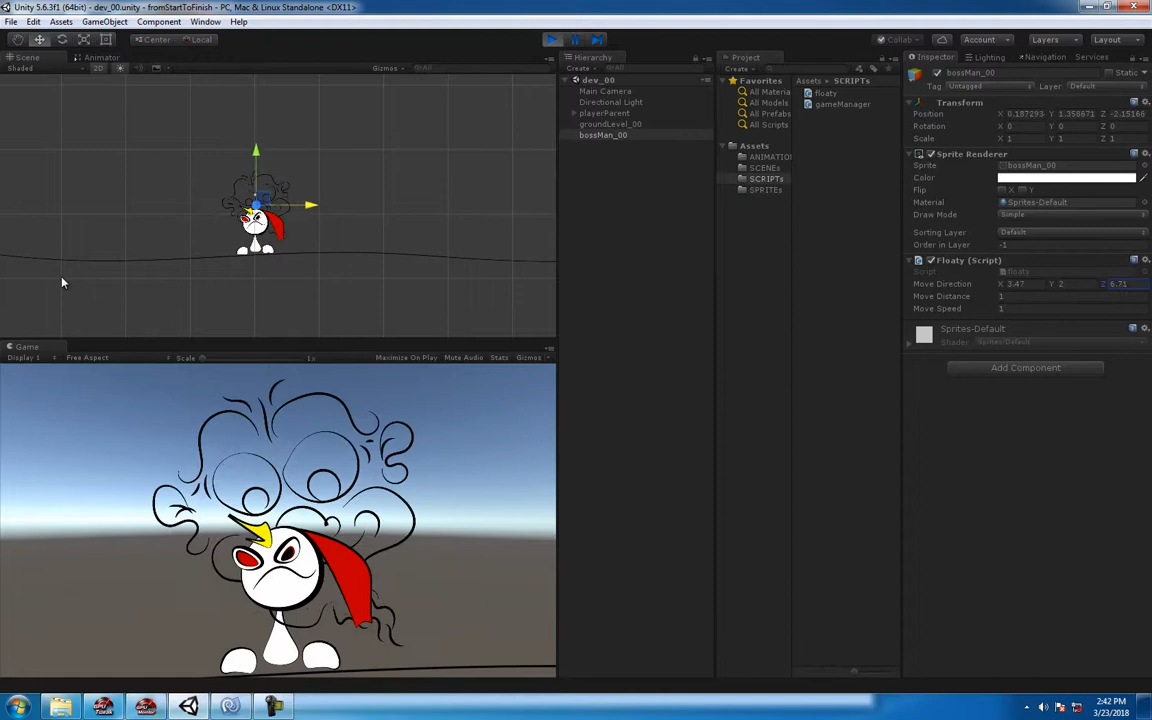 Unity 5.6.3f1 (64bit) - dev_00.unity - fromStartToFinish - PC, Mac & Linux Standalone <DX11>
File Edit Assets GameObject Component Window Help
Center Local Collab Account Layers Layout
Scene Animator
Shaded 2D Gizmos All
Game
Display 1 Free Aspect Scale 1x Maximize On Play Mute Audio Stats Gizmos
Hierarchy
Create All
dev_00
Main Camera
Directional Light
playerParent
groundLevel_00
bossMan_00
Project
Create
Favorites
All Materia
All Models
All Prefabs
All Scripts
Assets
ANIMATIO
SCENEs
SCRIPTs
SPRITEs
Assets SCRIPTs
floaty
gameManager
Inspector Lighting Navigation Services
bossMan_00 Static
Tag Untagged Layer Default
Transform
Position X 0.187293 Y 1.358671 Z -2.15166
Rotation X 0 Y 0 Z 0
Scale X 1 Y 1 Z 1
Sprite Renderer
Sprite bossMan_00
Color
Flip X Y
Material Sprites-Default
Draw Mode Simple
Sorting Layer Default
Order in Layer -1
Floaty (Script)
Script floaty
Move Direction X 3.47 Y 2 Z 6.71
Move Distance 1
Move Speed 1
Sprites-Default
Shader Sprites/Default
Add Component
2:42 PM
3/23/2018